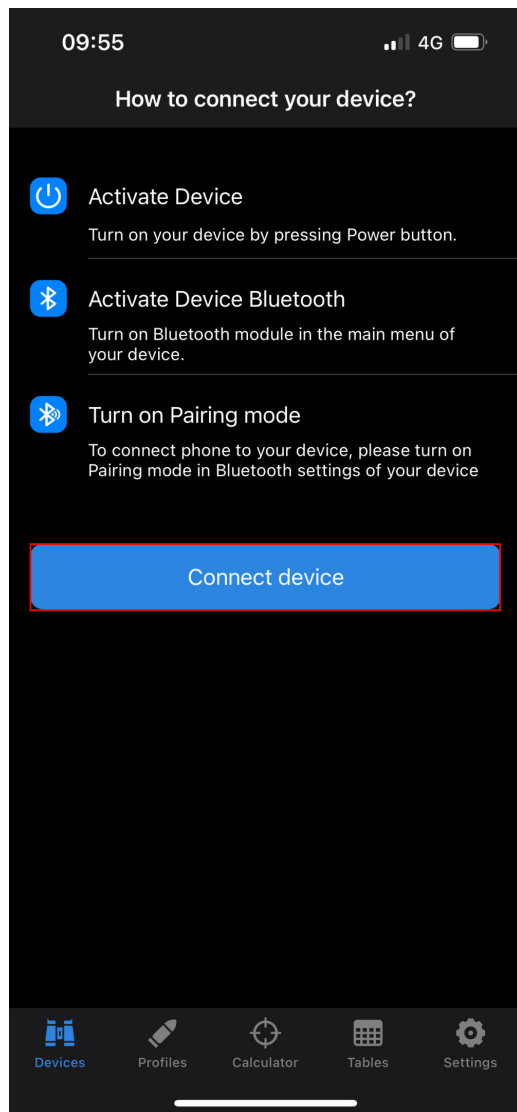 09:55
4G
How to connect your device?
Activate Device
Turn on your device by pressing Power button.
Activate Device Bluetooth
Turn on Bluetooth module in the main menu of
your device.
Turn on Pairing mode
To connect phone to your device, please turn on
Pairing mode in Bluetooth settings of your device
Connect device
Devices
Profiles
Calculator
Tables
Settings